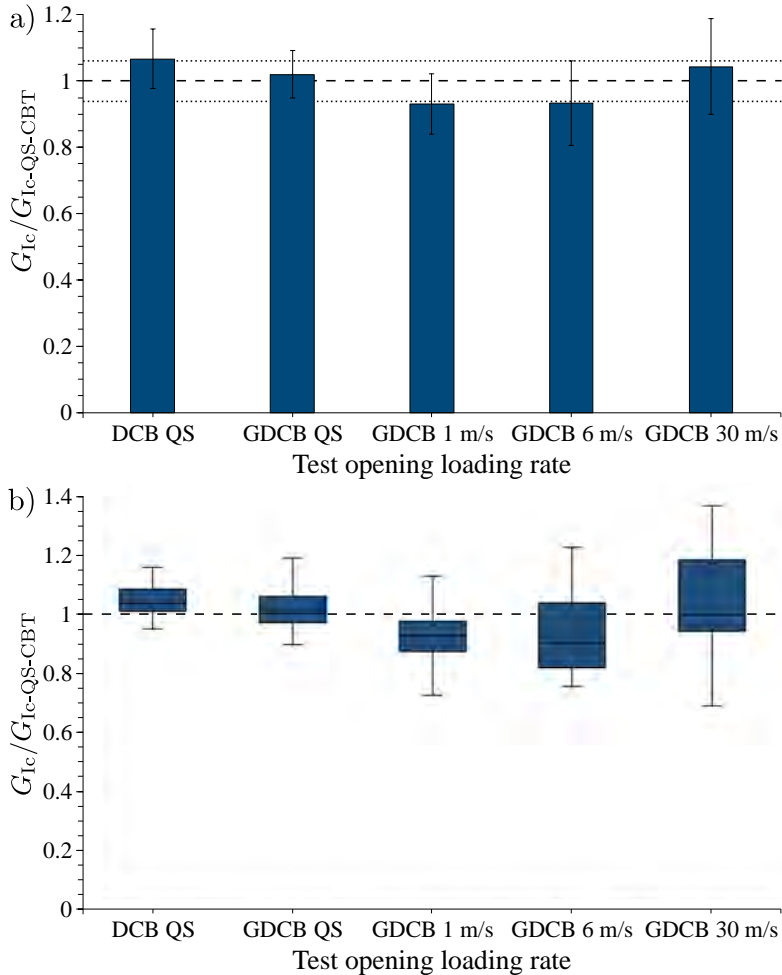 a)
1.2
1
0.8
0.6
0.4
0.2
0
G_Ic/G_Ic-QS-CBT
DCB QS GDCB QS GDCB 1 m/s GDCB 6 m/s GDCB 30 m/s
Test opening loading rate
b)
1.4
1.2
1
0.8
0.6
0.4
0.2
0
G_Ic/G_Ic-QS-CBT
DCB QS GDCB QS GDCB 1 m/s GDCB 6 m/s GDCB 30 m/s
Test opening loading rate